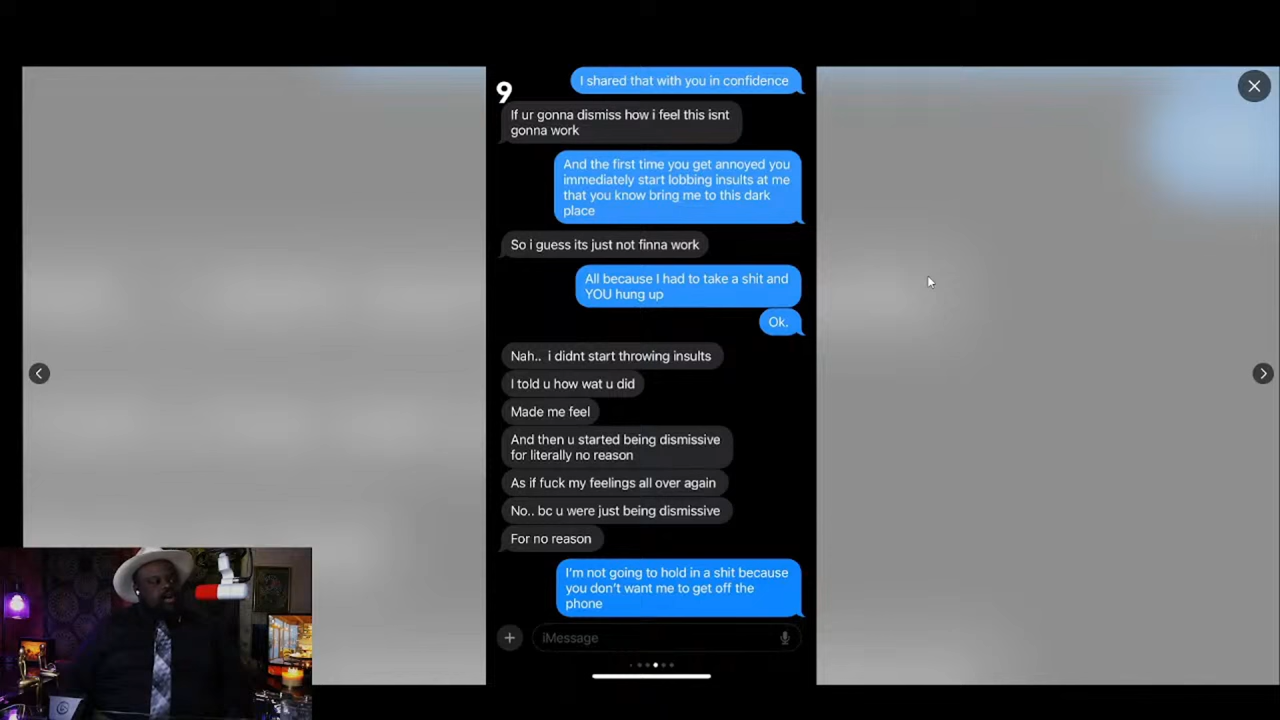 I shared that with you in confidence
9
If ur gonna dismiss how i feel this isnt
gonna work
And the first time you get annoyed you
immediately start lobbing insults at me
that you know bring me to this dark
place
So i guess its just not finna work
All because I had to take a shit and
YOU hung up
Ok.
Nah.. i didnt start throwing insults
I told u how wat u did
Made me feel
And then u started being dismissive
for literally no reason
As if fuck my feelings all over again
No.. bc u were just being dismissive
For no reason
I'm not going to hold in a shit because
you don't want me to get off the
phone
iMessage